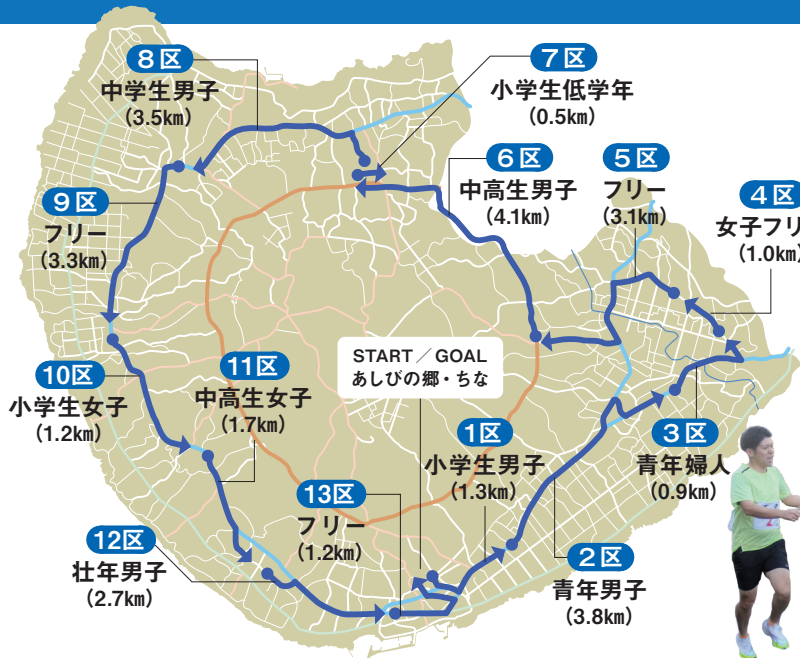 8区
中学生男子
(3.5km)
7区
小学生低学年
(0.5km)
6区
中高生男子
(4.1km)
5区
フリー
(3.1km)
4区
女子フリ
(1.0km)
9区
フリー
(3.3km)
START／GOAL
あしびの郷・ちな
10区
小学生女子
(1.2km)
11区
中高生女子
(1.7km)
1区
小学生男子
(1.3km)
3区
青年婦人
(0.9km)
13区
フリー
(1.2km)
12区
壮年男子
(2.7km)
2区
青年男子
(3.8km)